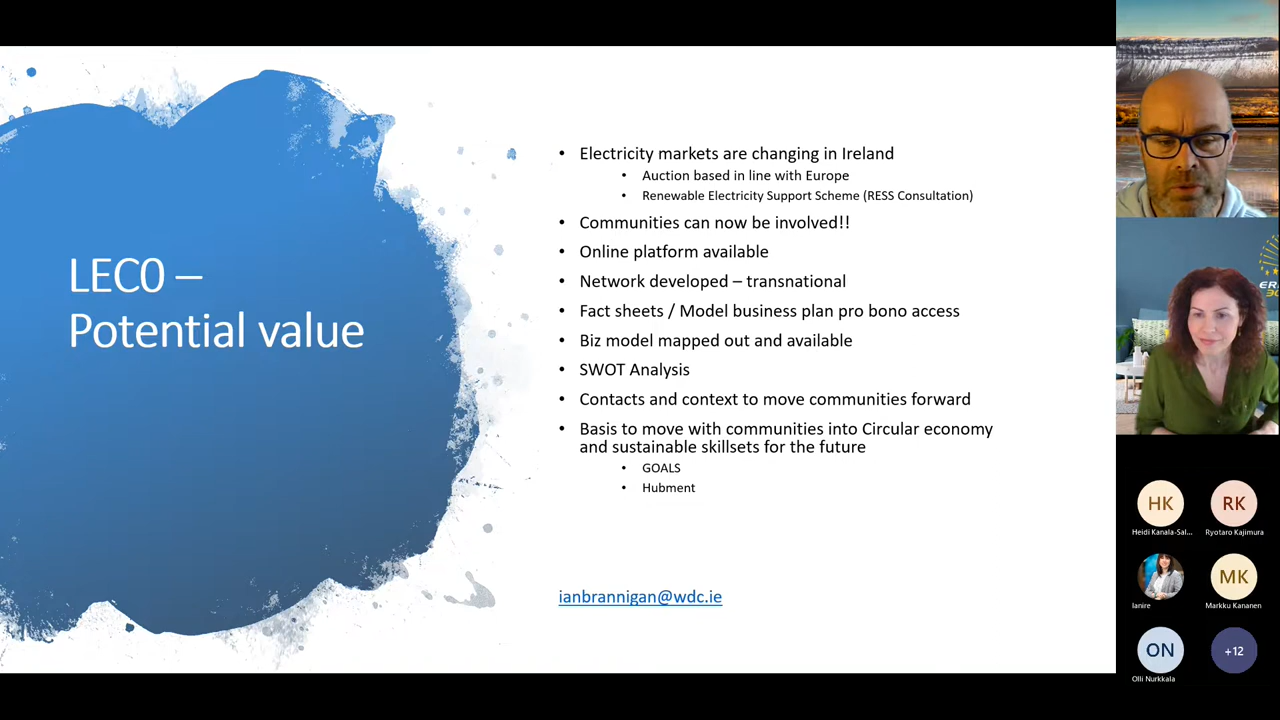 LEC0 –
Potential value
• Electricity markets are changing in Ireland
• Auction based in line with Europe
• Renewable Electricity Support Scheme (RESS Consultation)
• Communities can now be involved!!
• Online platform available
• Network developed – transnational
• Fact sheets / Model business plan pro bono access
• Biz model mapped out and available
• SWOT Analysis
• Contacts and context to move communities forward
• Basis to move with communities into Circular economy
and sustainable skillsets for the future
• GOALS
• Hubment
ianbrannigan@wdc.ie
HK
RK
Heidi Kanala-Sal...
Ryotaro Kajimura
MK
Ianire
Markku Kananen
ON
+12
Olli Nurkkala